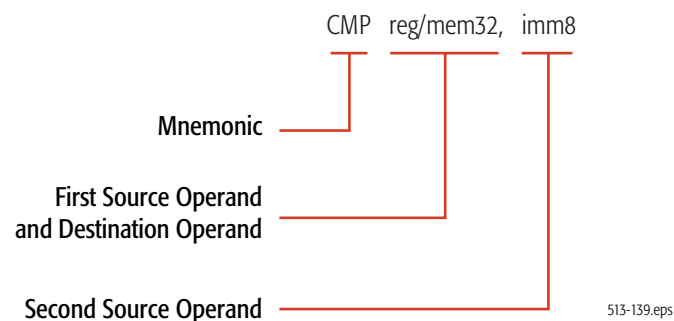 CMP reg/mem32, imm8
Mnemonic
First Source Operand
and Destination Operand
Second Source Operand
513-139.eps